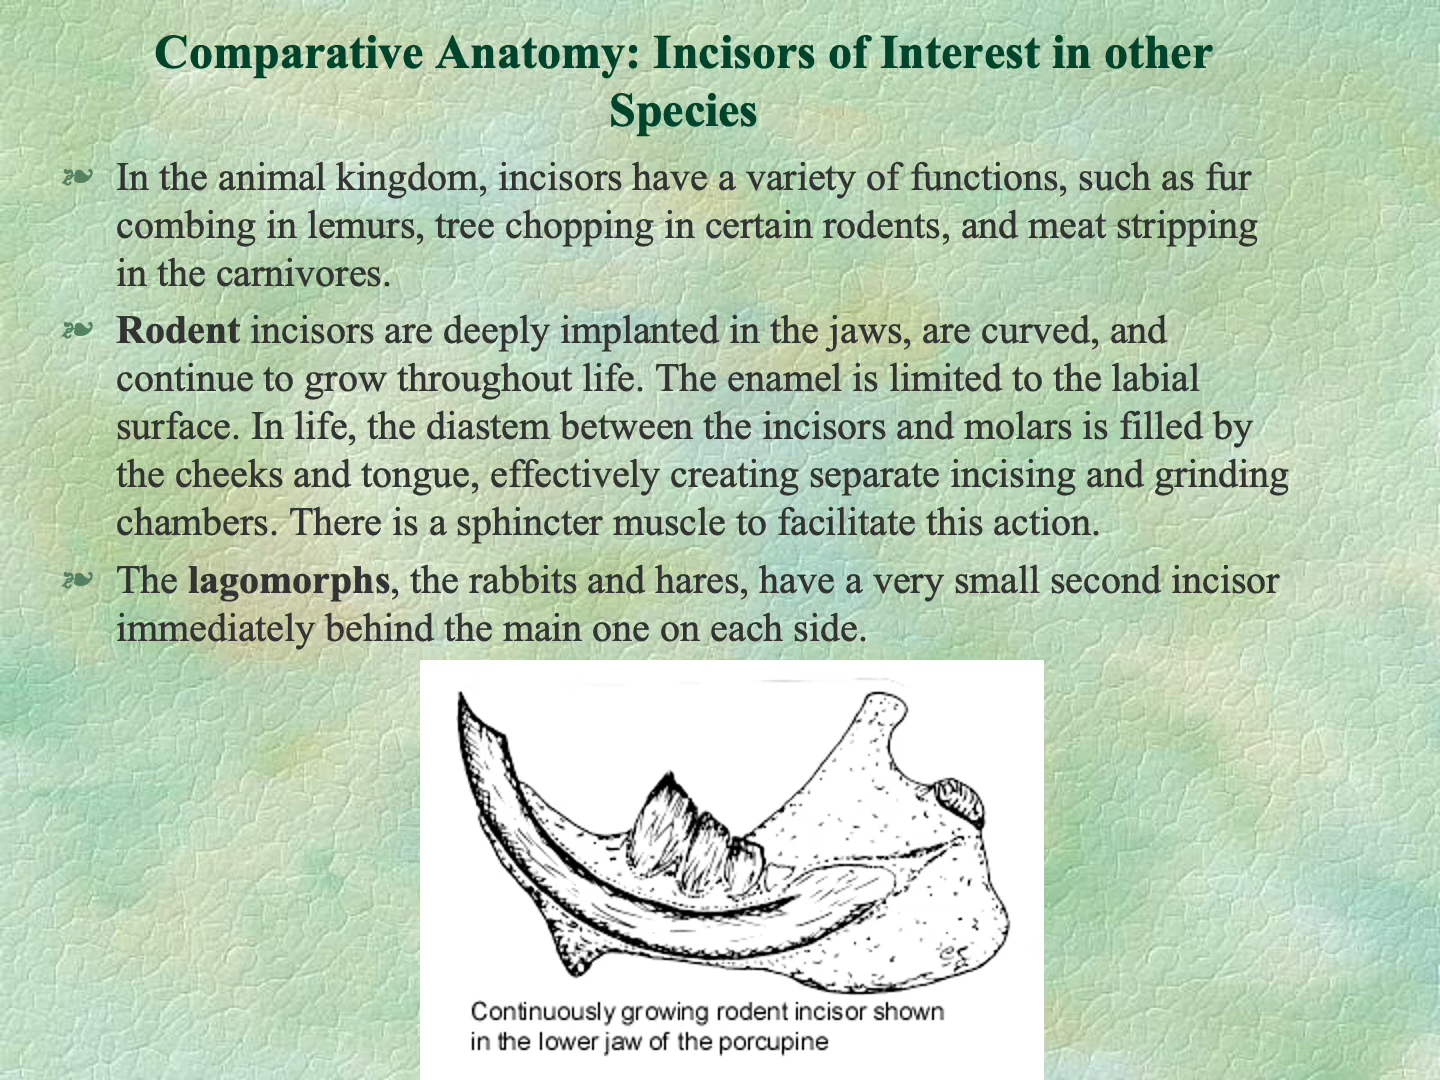 Comparative Anatomy: Incisors of Interest in other
Species
In the animal kingdom, incisors have a variety of functions, such as fur
combing in lemurs, tree chopping in certain rodents, and meat stripping
in the carnivores.
Rodent incisors are deeply implanted in the jaws, are curved, and
continue to grow throughout life. The enamel is limited to the labial
surface. In life, the diastem between the incisors and molars is filled by
the cheeks and tongue, effectively creating separate incising and grinding
chambers. There is a sphincter muscle to facilitate this action.
The lagomorphs, the rabbits and hares, have a very small second incisor
immediately behind the main one on each side.
Continuously growing rodent incisor shown
in the lower jaw of the porcupine